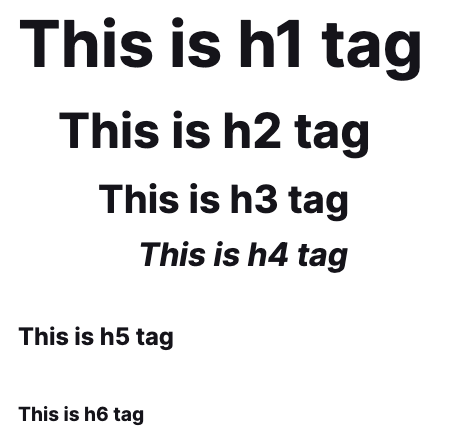 This is h1 tag
This is h2 tag
This is h3 tag
This is h4 tag
This is h5 tag
This is h6 tag